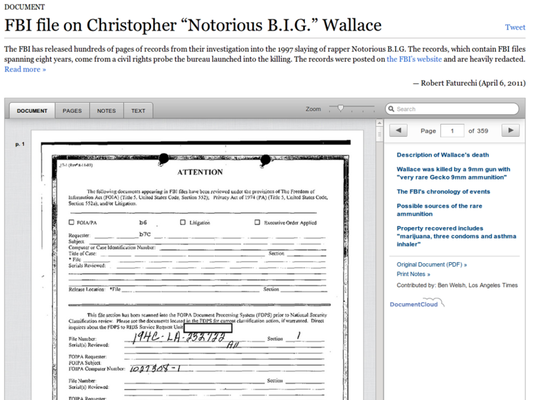 DOCUMENT
FBI file on Christopher “Notorious B.I.G.” Wallace
Tweet
The FBI has released hundreds of pages of records from their investigation into the 1997 slaying of rapper Notorious B.I.G. The records, which contain FBI files
spanning eight years, come from a civil rights probe the bureau launched into the killing. The records were posted on the FBI's website and are heavily redacted.
Read more »
— Robert Faturechi (April 6, 2011)
DOCUMENT PAGES NOTES TEXT Zoom Search
p. 1
Page 1 of 359
ATTENTION
The following documents appearing in FBI files have been reviewed under the provisions of The Freedom of
Information Act (FOIA) (Title 5, United States Code, Section 552); Privacy Act of 1974 (PA) (Title 5, United States Code,
Section 552a); and/or Litigation.
FOIA/PA b6 Litigation Executive Order Applied
b7C
Requester:
Subject:
Computer or Case Identification Number:
Title of Case: Section
* File
Serials Reviewed:
Release Location: *File Section
This file section has been scanned into the FOIPA Document Processing System (FDPS) prior to National Security
Classification review. Please see the documents located in the FDPS for current classification action, if warranted. Direct
inquires about the FDPS to RIDS Service Request Unit
File Number: 194C-LA-232722 Section 1
Serial(s) Reviewed: All
FOIPA Requester:
FOIPA Subject:
FOIPA Computer Number: 1027308-1
File Number: Section
Serial(s) Reviewed:
FOIPA Requester:
Description of Wallace's death
Wallace was killed by a 9mm gun with
"very rare Gecko 9mm ammunition"
The FBI's chronology of events
Possible sources of the rare
ammunition
Property recovered includes
"marijuana, three condoms and asthma
inhaler"
Original Document (PDF) »
Print Notes »
Contributed by: Ben Welsh, Los Angeles Times
DocumentCloud